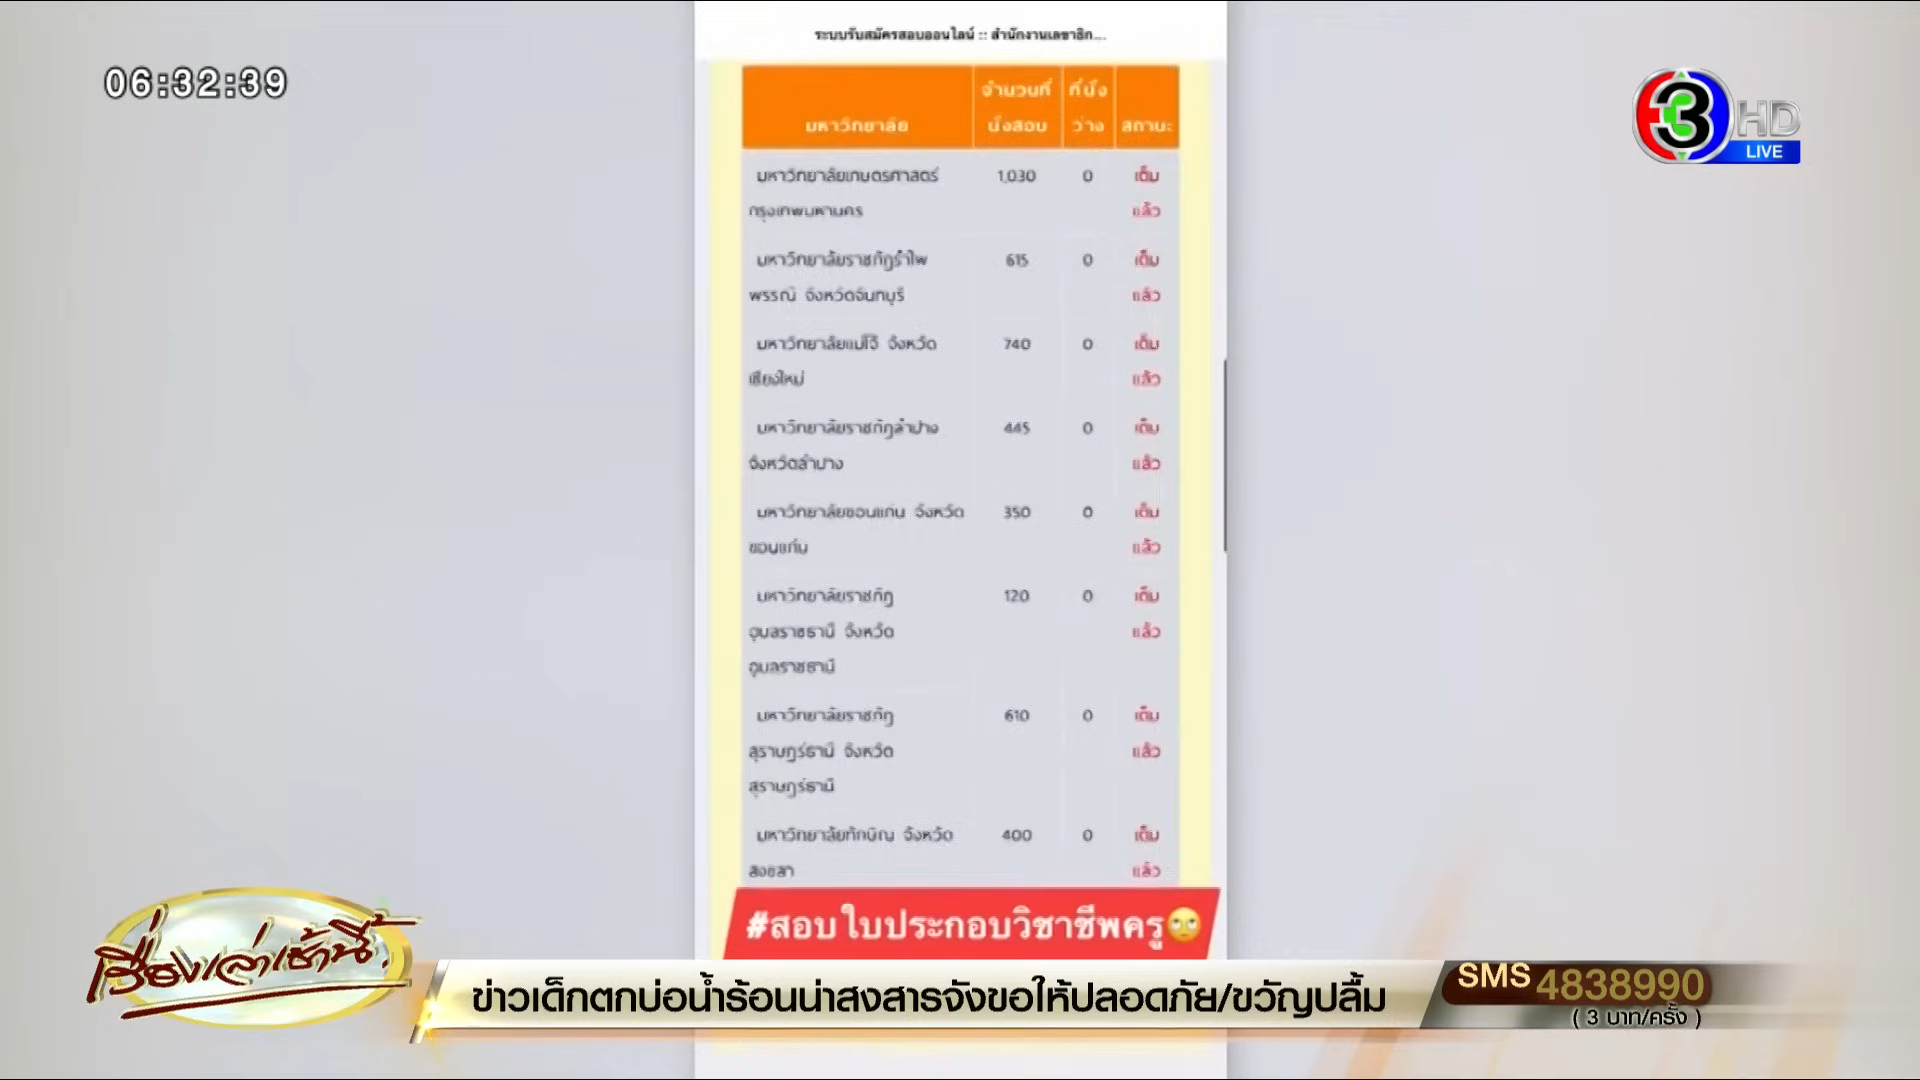 ระบบรับสมัครสอบออนไลน์ :: สำนักงานเลขาธิก...
06:32:39
3 HD
LIVE
มหาวิทยาลัย จำนวนที่นั่งสอบ ที่นั่งว่าง สถานะ
มหาวิทยาลัยเกษตรศาสตร์ 1,030 0 เต็ม
กรุงเทพมหานคร แล้ว
มหาวิทยาลัยราชภัฏรำไพ 615 0 เต็ม
พรรณี จังหวัดจันทบุรี แล้ว
มหาวิทยาลัยแม่โจ้ จังหวัด 740 0 เต็ม
เชียงใหม่ แล้ว
มหาวิทยาลัยราชภัฏลำปาง 445 0 เต็ม
จังหวัดลำปาง แล้ว
มหาวิทยาลัยขอนแก่น จังหวัด 350 0 เต็ม
ขอนแก่น แล้ว
มหาวิทยาลัยราชภัฏ 120 0 เต็ม
อุบลราชธานี จังหวัด แล้ว
อุบลราชธานี
มหาวิทยาลัยราชภัฏ 610 0 เต็ม
สุราษฎร์ธานี จังหวัด แล้ว
สุราษฎร์ธานี
มหาวิทยาลัยทักษิณ จังหวัด 400 0 เต็ม
สงขลา แล้ว
#สอบใบประกอบวิชาชีพครู🙄
เรื่องเล่าเช้านี้
ข่าวเด็กตกบ่อน้ำร้อนน่าสงสารจังขอให้ปลอดภัย/ขวัญปลื้ม
SMS 4838990
( 3 บาท/ครั้ง )